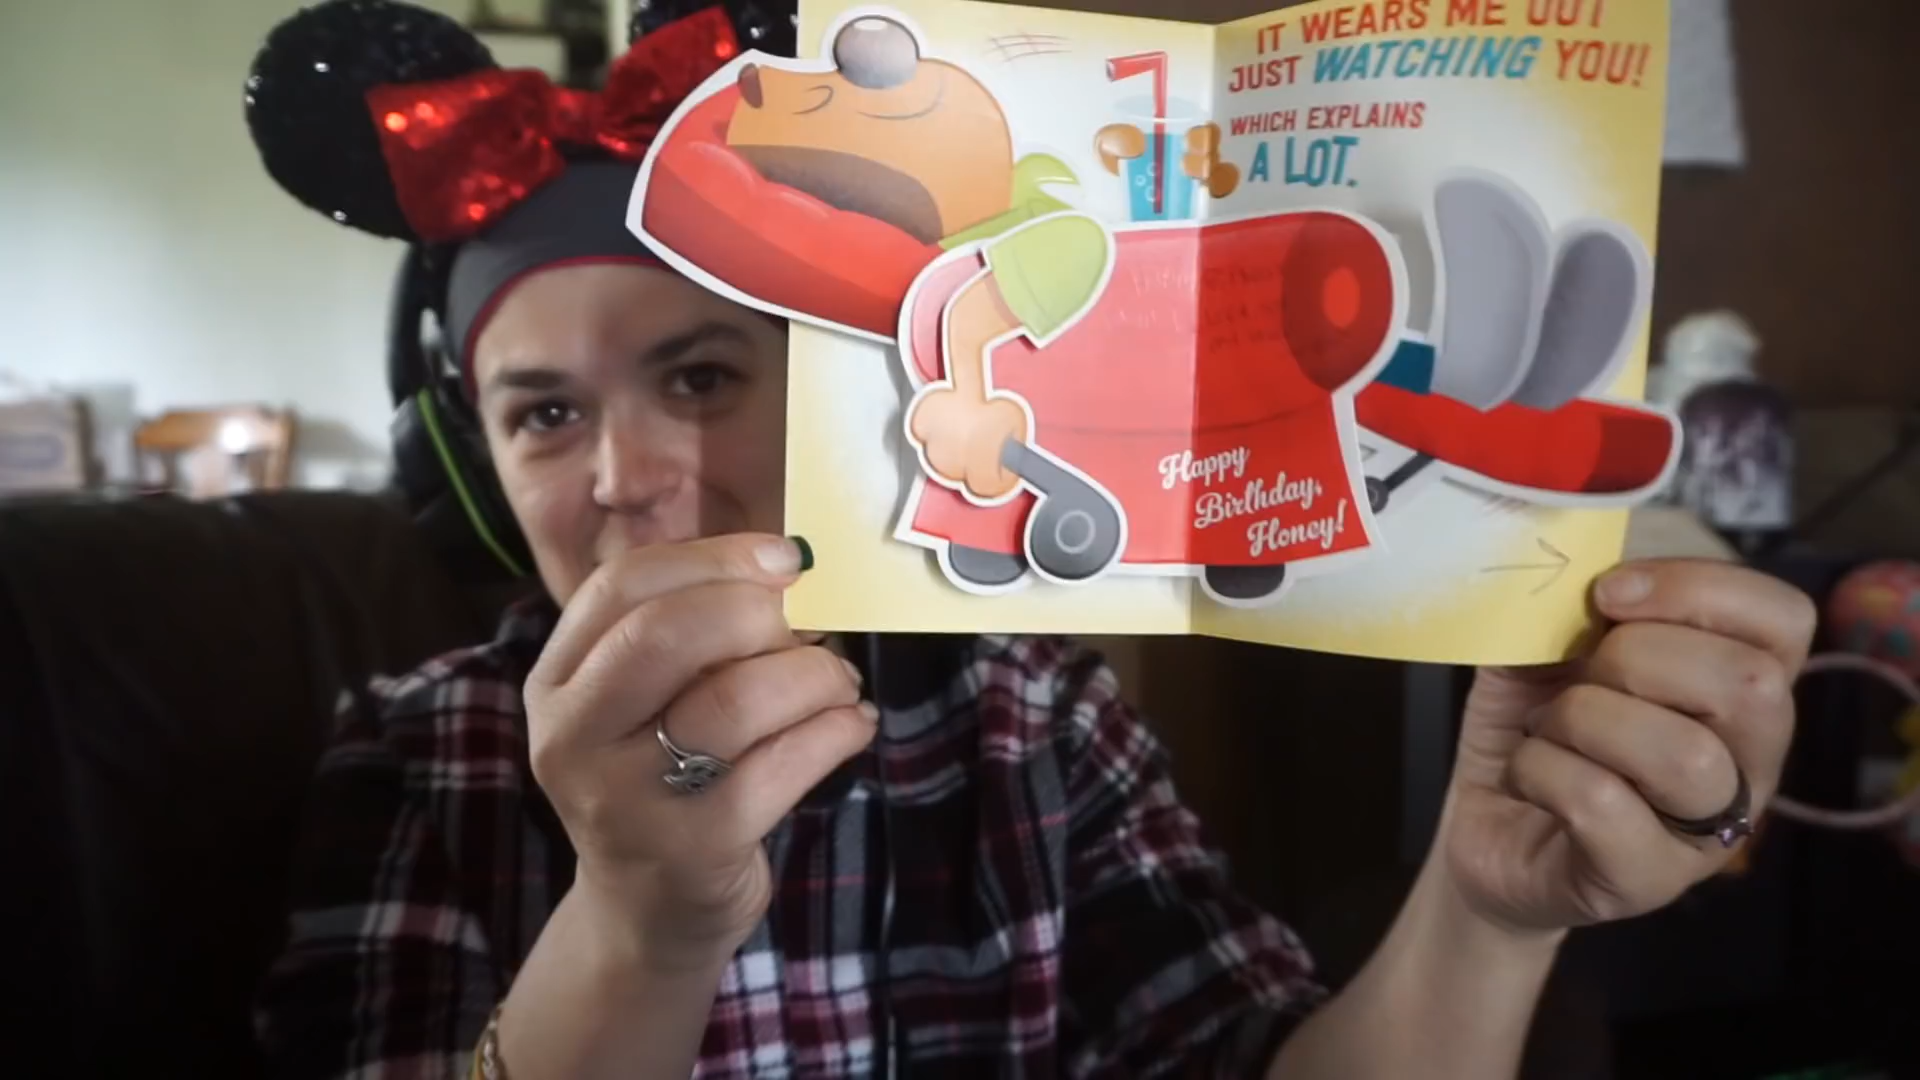 IT WEARS ME OUT
JUST WATCHING YOU!
WHICH EXPLAINS
A LOT.
Happy
Birthday,
Honey!